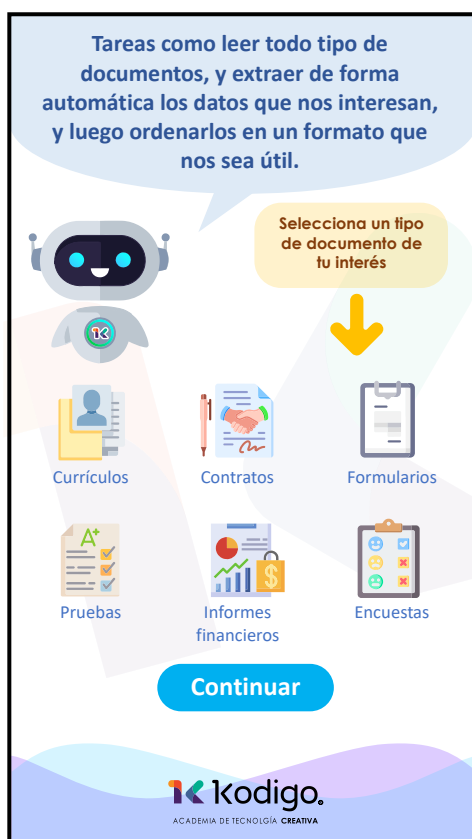 Tareas como leer todo tipo de
documentos, y extraer de forma
automática los datos que nos interesan,
y luego ordenarlos en un formato que
nos sea útil.
Selecciona un tipo
de documento de
tu interés
Currículos
Contratos
Formularios
A+
Pruebas
Informes
financieros
Encuestas
Continuar
Kodigo.
ACADEMIA DE TECNOLGÍA CREATIVA